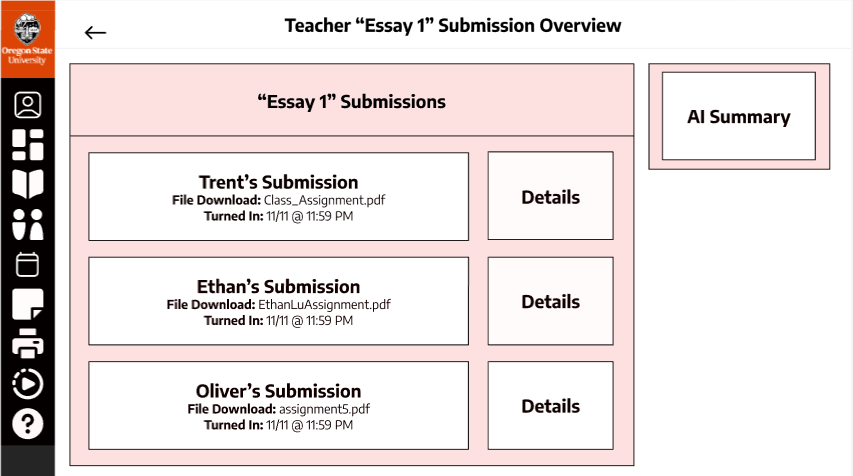 Oregon State
University
Teacher “Essay 1” Submission Overview
“Essay 1” Submissions
Trent’s Submission
File Download: Class_Assignment.pdf
Turned In: 11/11 @ 11:59 PM
Details
Ethan’s Submission
File Download: EthanLuAssignment.pdf
Turned In: 11/11 @ 11:59 PM
Details
Oliver’s Submission
File Download: assignment5.pdf
Turned In: 11/11 @ 11:59 PM
Details
AI Summary
?